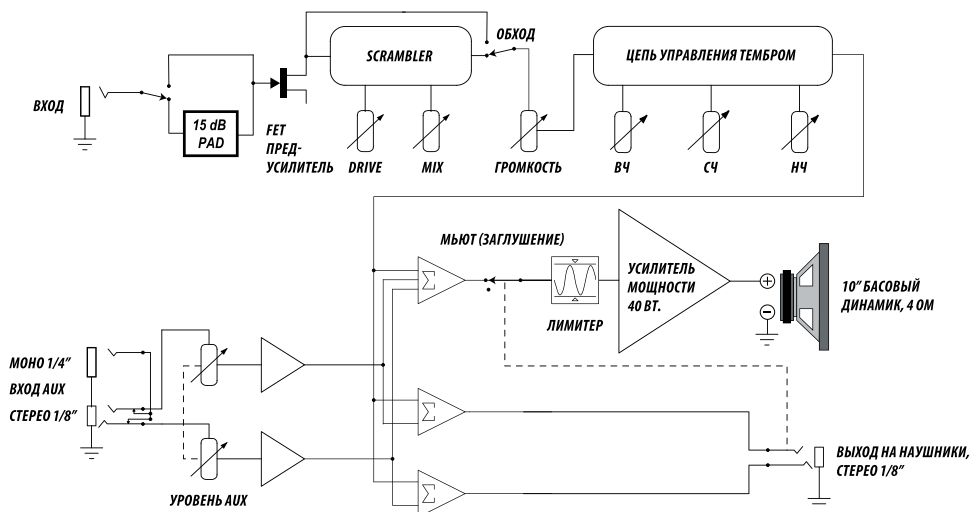 ВХОД
15 dB
PAD
FET
ПРЕД-
УСИЛИТЕЛЬ
SCRAMBLER
DRIVE
MIX
ОБХОД
ГРОМКОСТЬ
ЦЕПЬ УПРАВЛЕНИЯ ТЕМБРОМ
ВЧ
СЧ
НЧ
МЬЮТ (ЗАГЛУШЕНИЕ)
Σ
ЛИМИТЕР
УСИЛИТЕЛЬ
МОЩНОСТИ
40 ВТ.
+
−
10” БАСОВЫЙ
ДИНАМИК, 4 ОМ
МОНО 1/4”
ВХОД AUX
СТЕРЕО 1/8”
УРОВЕНЬ AUX
Σ
Σ
ВЫХОД НА НАУШНИКИ,
СТЕРЕО 1/8”